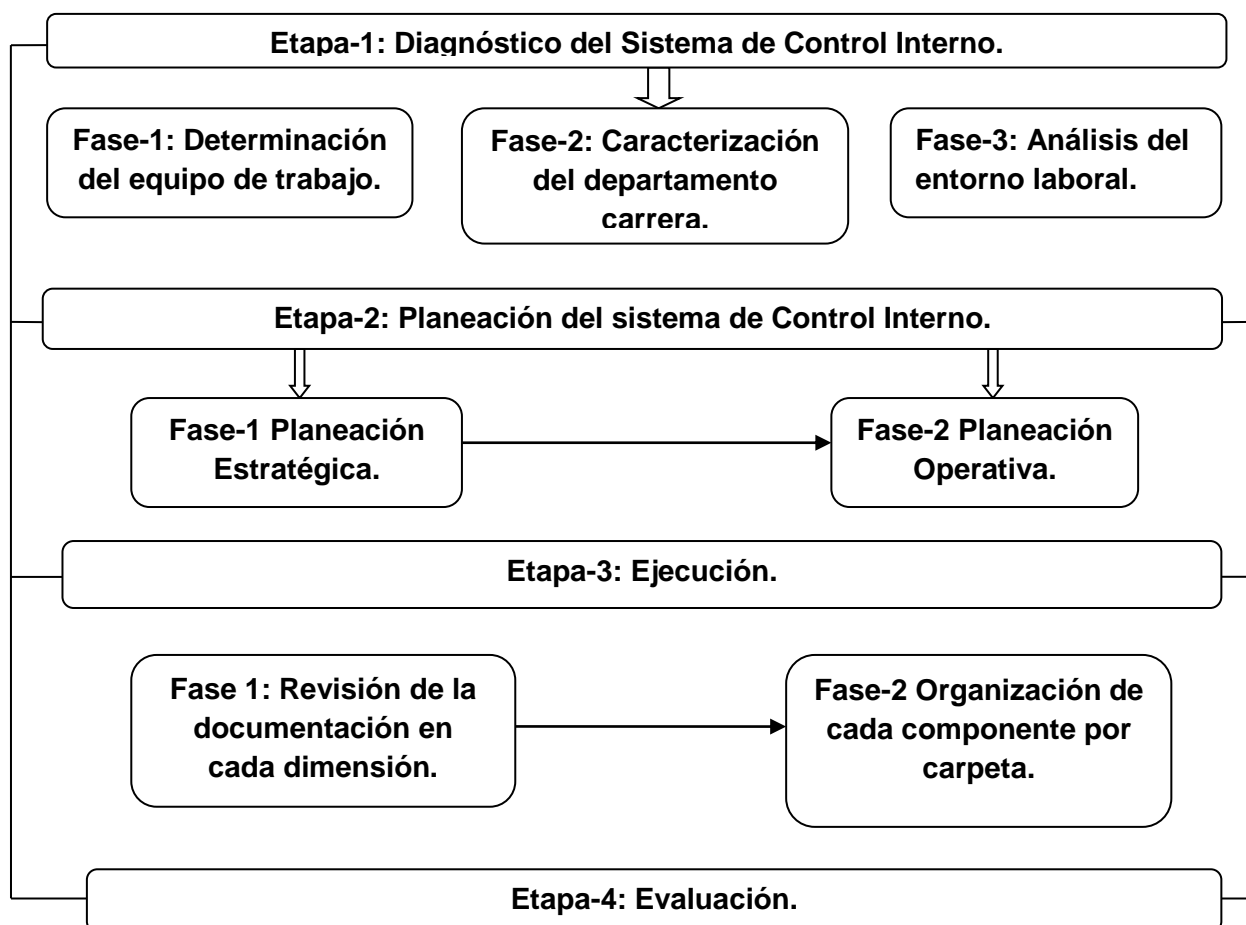 Etapa-1: Diagnóstico del Sistema de Control Interno.
Fase-1: Determinación
del equipo de trabajo.
Fase-2: Caracterización
del departamento
carrera.
Fase-3: Análisis del
entorno laboral.
Etapa-2: Planeación del sistema de Control Interno.
Fase-1 Planeación
Estratégica.
Fase-2 Planeación
Operativa.
Etapa-3: Ejecución.
Fase 1: Revisión de la
documentación en
cada dimensión.
Fase-2 Organización de
cada componente por
carpeta.
Etapa-4: Evaluación.